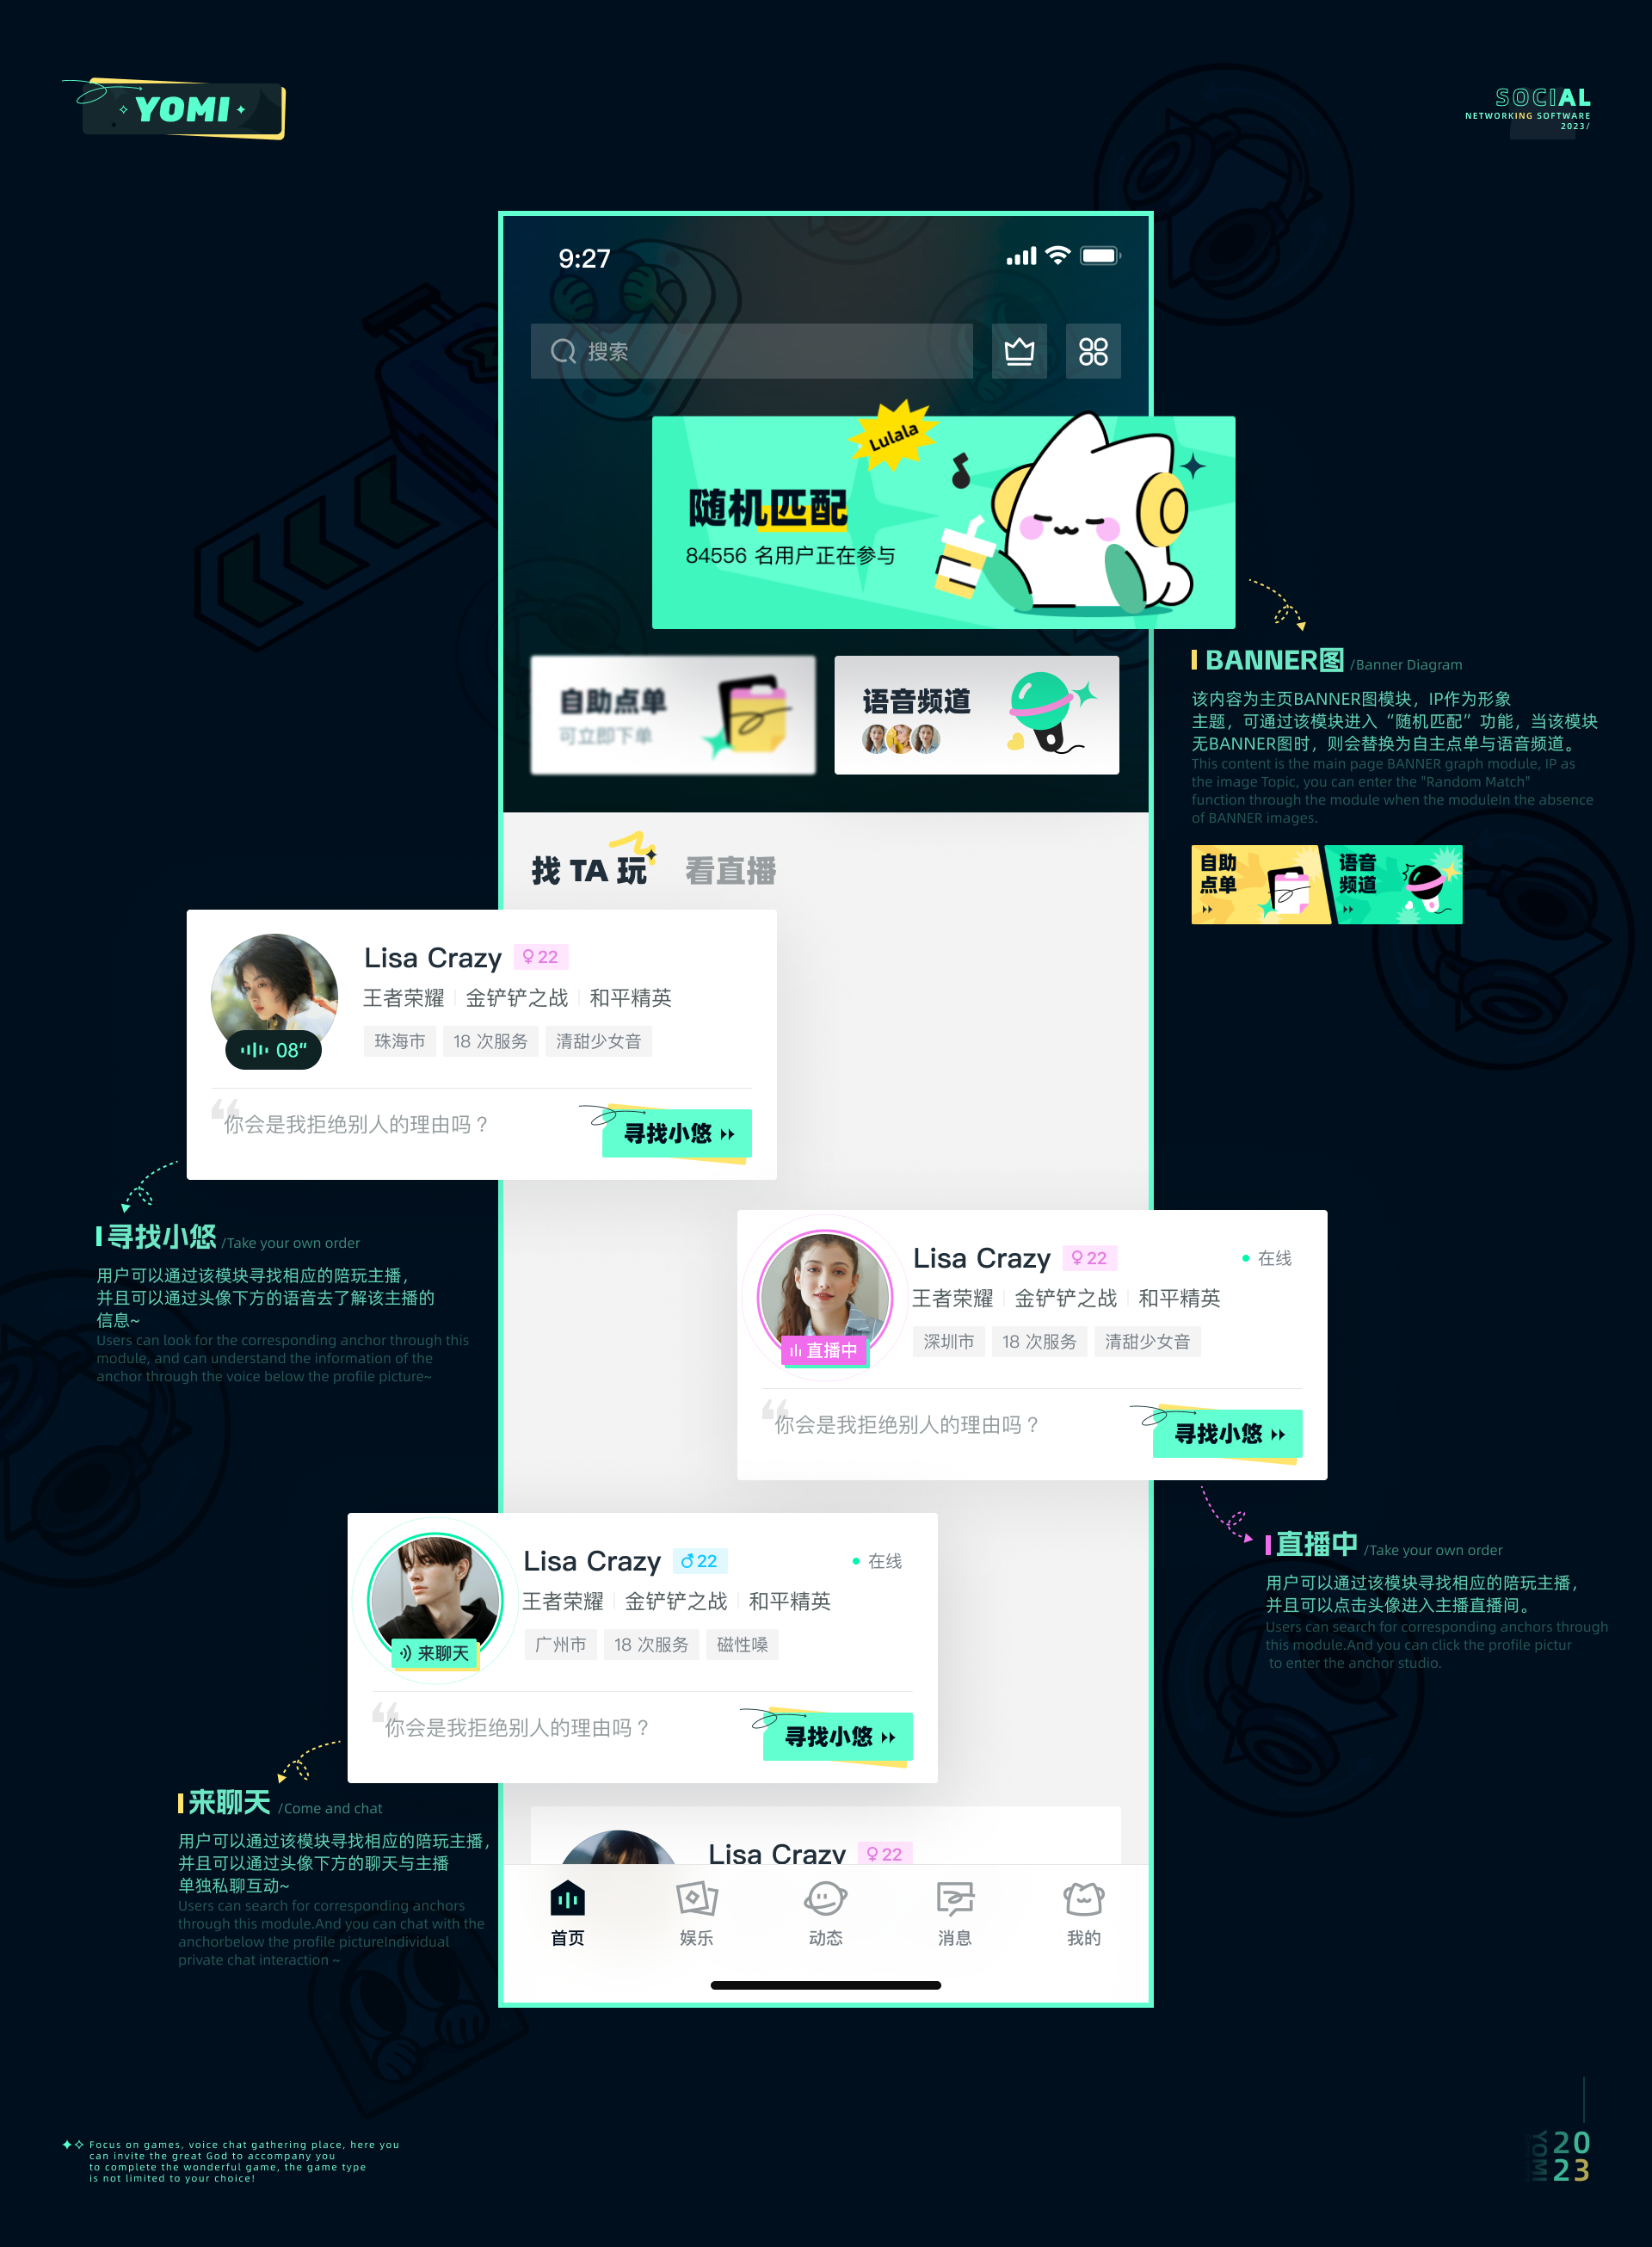 YOMI
SOCIAL
NETWORKING SOFTWARE
2023/
9:27
搜索
Lulala
随机匹配
84556 名用户正在参与
自助点单
可立即下单
语音频道
BANNER图 /Banner Diagram
该内容为主页BANNER图模块，IP作为形象
主题，可通过该模块进入“随机匹配”功能，当该模块
无BANNER图时，则会替换为自主点单与语音频道。
This content is the main page BANNER graph module, IP as
the image Topic, you can enter the "Random Match"
function through the module when the moduleIn the absence
of BANNER images.
自助
点单
语音
频道
找 TA 玩 看直播
Lisa Crazy ♀22
王者荣耀 金铲铲之战 和平精英
珠海市 18 次服务 清甜少女音
08"
你会是我拒绝别人的理由吗？
寻找小悠
寻找小悠 /Take your own order
用户可以通过该模块寻找相应的陪玩主播，
并且可以通过头像下方的语音去了解该主播的
信息~
Users can look for the corresponding anchor through this
module, and can understand the information of the
anchor through the voice below the profile picture~
Lisa Crazy ♀22 在线
王者荣耀 金铲铲之战 和平精英
深圳市 18 次服务 清甜少女音
直播中
你会是我拒绝别人的理由吗？
寻找小悠
直播中 /Take your own order
用户可以通过该模块寻找相应的陪玩主播，
并且可以点击头像进入主播直播间。
Users can search for corresponding anchors through
this module.And you can click the profile pictur
to enter the anchor studio.
Lisa Crazy ♂22 在线
王者荣耀 金铲铲之战 和平精英
广州市 18 次服务 磁性嗓
来聊天
你会是我拒绝别人的理由吗？
寻找小悠
来聊天 /Come and chat
用户可以通过该模块寻找相应的陪玩主播，
并且可以通过头像下方的聊天与主播
单独私聊互动~
Users can search for corresponding anchors
through this module.And you can chat with the
anchorbelow the profile pictureIndividual
private chat interaction ~
Lisa Crazy ♀22
首页 娱乐 动态 消息 我的
Focus on games, voice chat gathering place, here you
can invite the great God to accompany you
to complete the wonderful game, the game type
is not limited to your choice!
YOMI
20
23